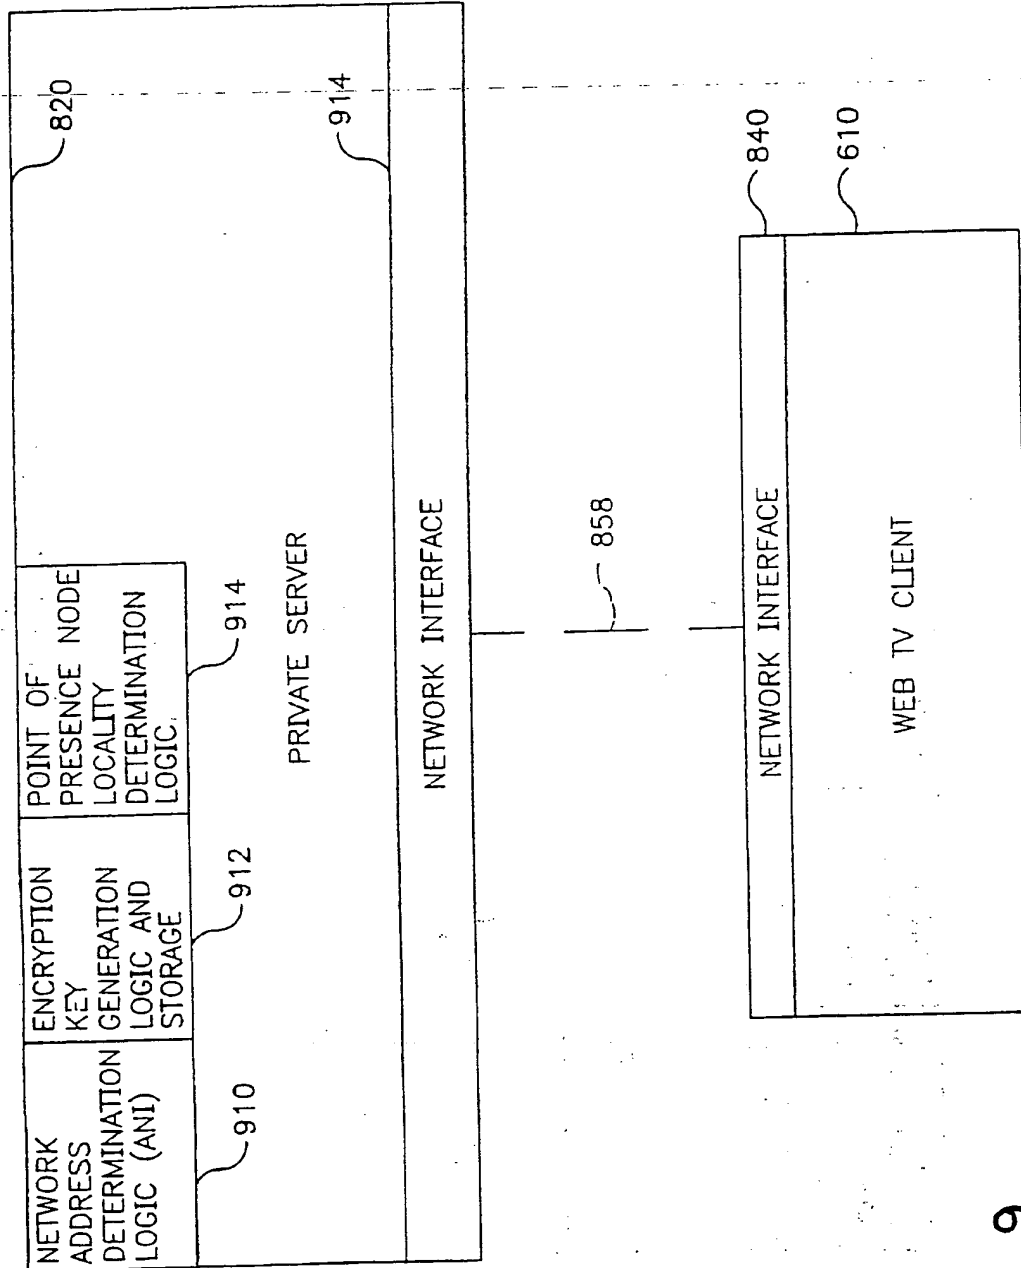 NETWORK
ADDRESS
DETERMINATION
LOGIC (ANI)
910
ENCRYPTION
KEY
GENERATION
LOGIC AND
STORAGE
912
POINT OF
PRESENCE NODE
LOCALITY
DETERMINATION
LOGIC.
914
820
PRIVATE SERVER
914
NETWORK INTERFACE
858
840
NETWORK INTERFACE
610
WEB TV CLIENT
9